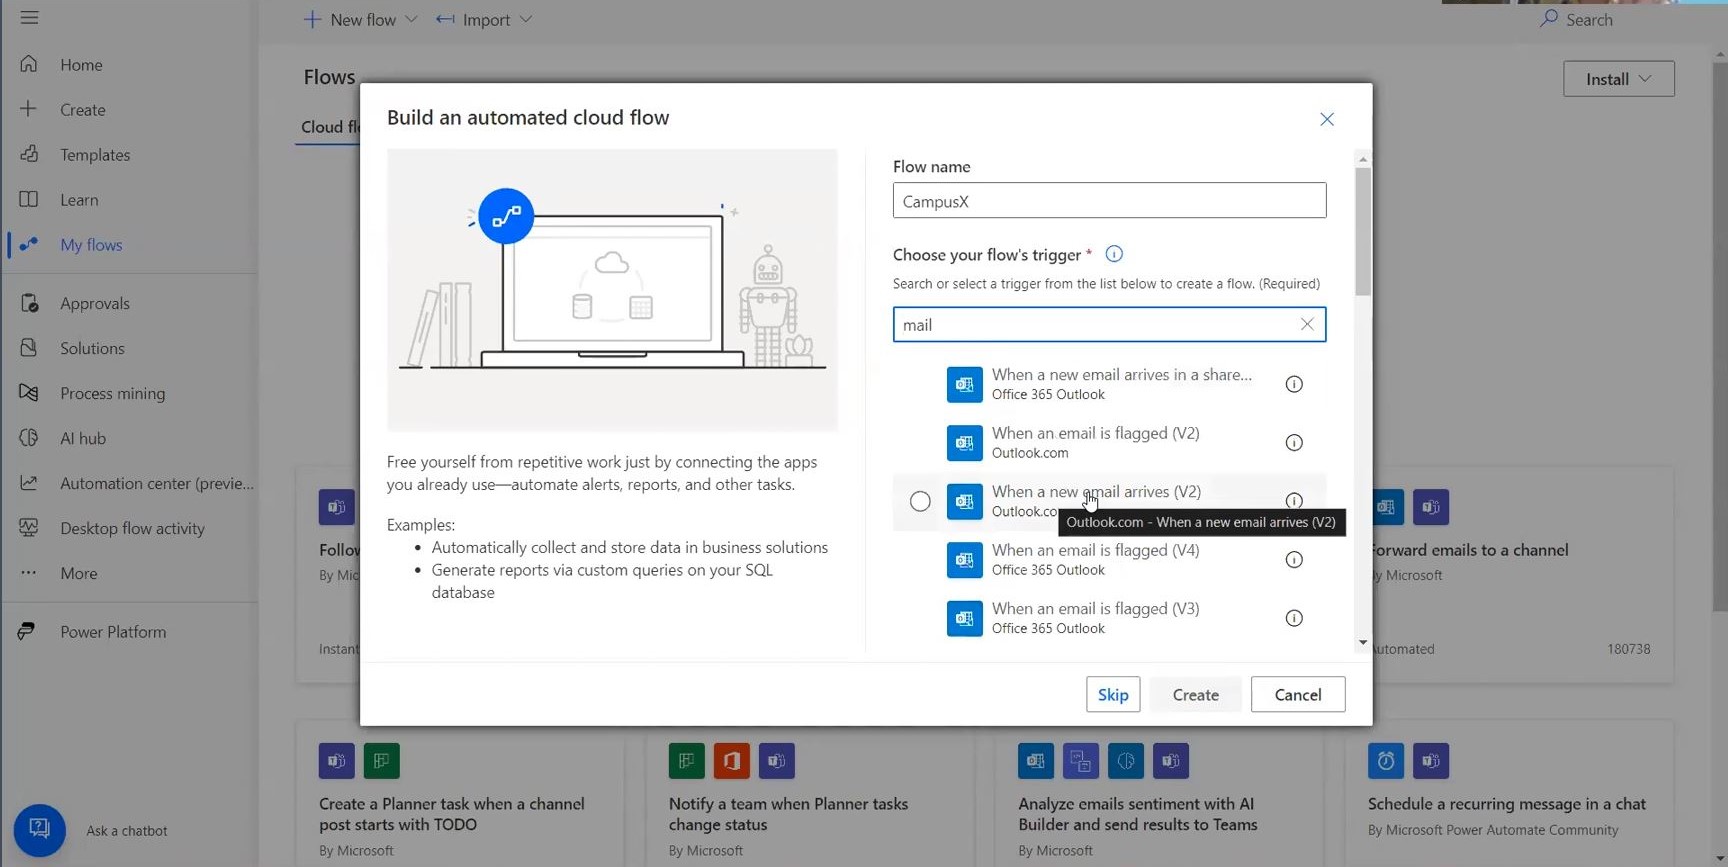 New flow
Import
Search
Home
Create
Templates
Learn
My flows
Approvals
Solutions
Process mining
AI hub
Automation center (previe...
Desktop flow activity
More
Power Platform
Ask a chatbot
Flows
Install
Cloud
Build an automated cloud flow
Free yourself from repetitive work just by connecting the apps
you already use—automate alerts, reports, and other tasks.
Examples:
• Automatically collect and store data in business solutions
• Generate reports via custom queries on your SQL
database
Flow name
CampusX
Choose your flow's trigger *
Search or select a trigger from the list below to create a flow. (Required)
mail
When a new email arrives in a share...
Office 365 Outlook
When an email is flagged (V2)
Outlook.com
When a new email arrives (V2)
Outlook.com - When a new email arrives (V2)
When an email is flagged (V4)
Office 365 Outlook
When an email is flagged (V3)
Office 365 Outlook
Skip
Create
Cancel
Forward emails to a channel
By Microsoft
Automated
180738
Instant
Create a Planner task when a channel
post starts with TODO
By Microsoft
Notify a team when Planner tasks
change status
By Microsoft
Analyze emails sentiment with AI
Builder and send results to Teams
By Microsoft
Schedule a recurring message in a chat
By Microsoft Power Automate Community